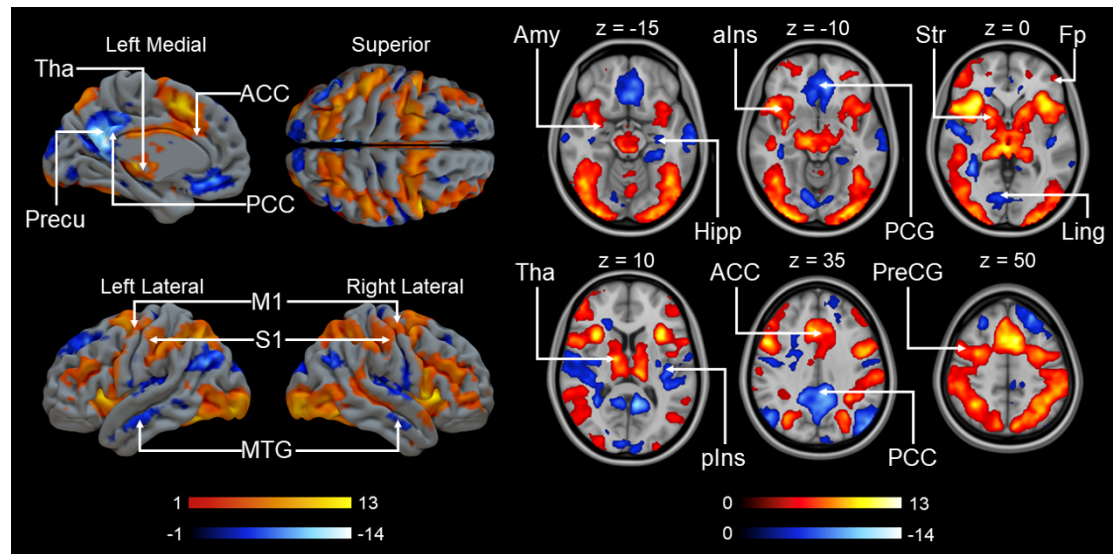 Left Medial
Superior
Tha
ACC
Precu
PCC
Left Lateral
Right Lateral
M1
S1
MTG
1
13
-1
-14
Amy
z = -15
aIns
z = -10
Str
z = 0
Fp
Hipp
PCG
Ling
Tha
z = 10
ACC
z = 35
PreCG
z = 50
pIns
PCC
0
13
0
-14